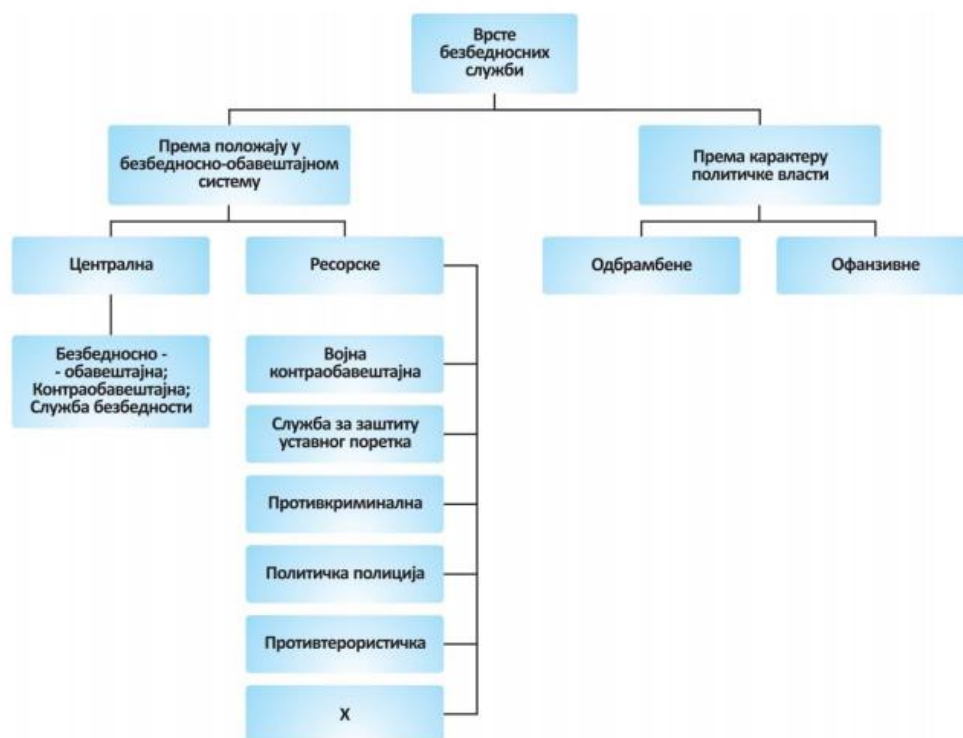 Врсте
безбедносних
служби
Према положају у
безбедносно-обавештајном
систему
Према карактеру
политичке власти
Централна
Ресорске
Одбрамбене
Офанзивне
Безбедносно -
- обавештајна;
Контраобавештајна;
Служба безбедности
Војна
контраобавештајна
Служба за заштиту
уставног поретка
Противкриминална
Политичка полиција
Противтерористичка
Х